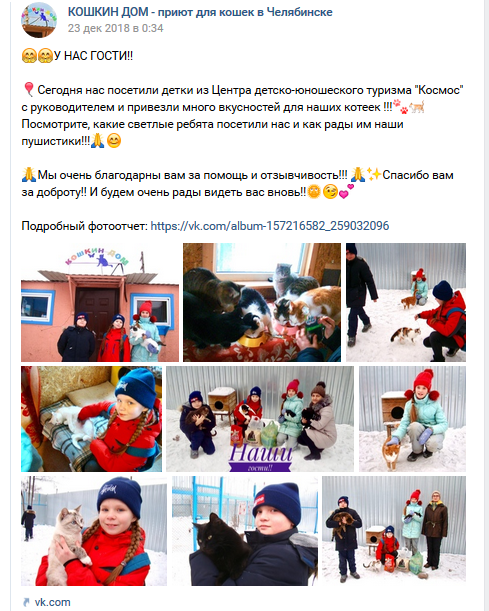 КОШКИН ДОМ - приют для кошек в Челябинске
23 дек 2018 в 0:34
🤗🤗У НАС ГОСТИ!!
🎈Сегодня нас посетили детки из Центра детско-юношеского туризма "Космос"
с руководителем и привезли много вкусностей для наших котеек !!!🐾🐈
Посмотрите, какие светлые ребята посетили нас и как рады им наши
пушистики!!!🙏😊
🙏Мы очень благодарны вам за помощь и отзывчивость!!! 🙏✨Спасибо вам
за доброту!! И будем очень рады видеть вас вновь!!🌼😉💕
Подробный фотоотчет: https://vk.com/album-157216582_259032096
КОШКИН ДОМ
Наши
гости!!
vk.com